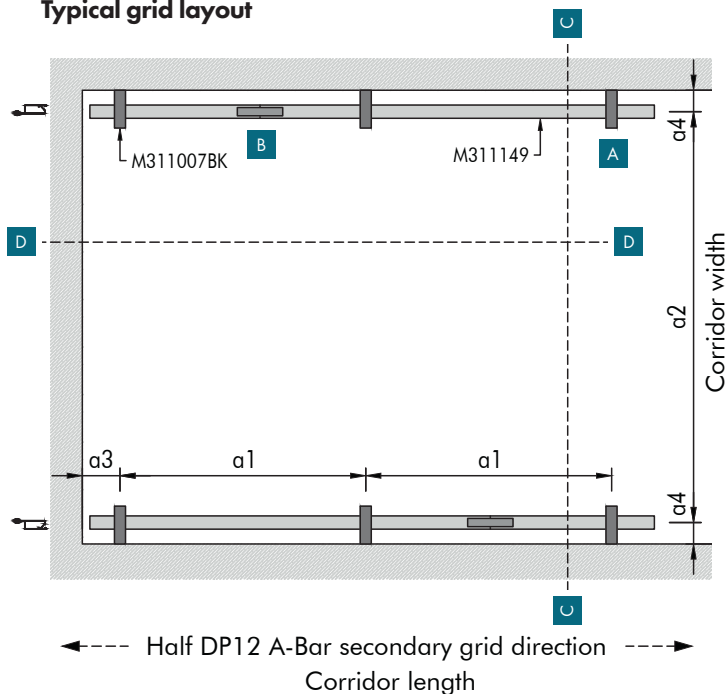 Typical grid layout
C
a4
M311007BK
B
M311149
A
D
D
a2
Corridor width
a3
a1
a1
a4
C
Half DP12 A-Bar secondary grid direction
Corridor length